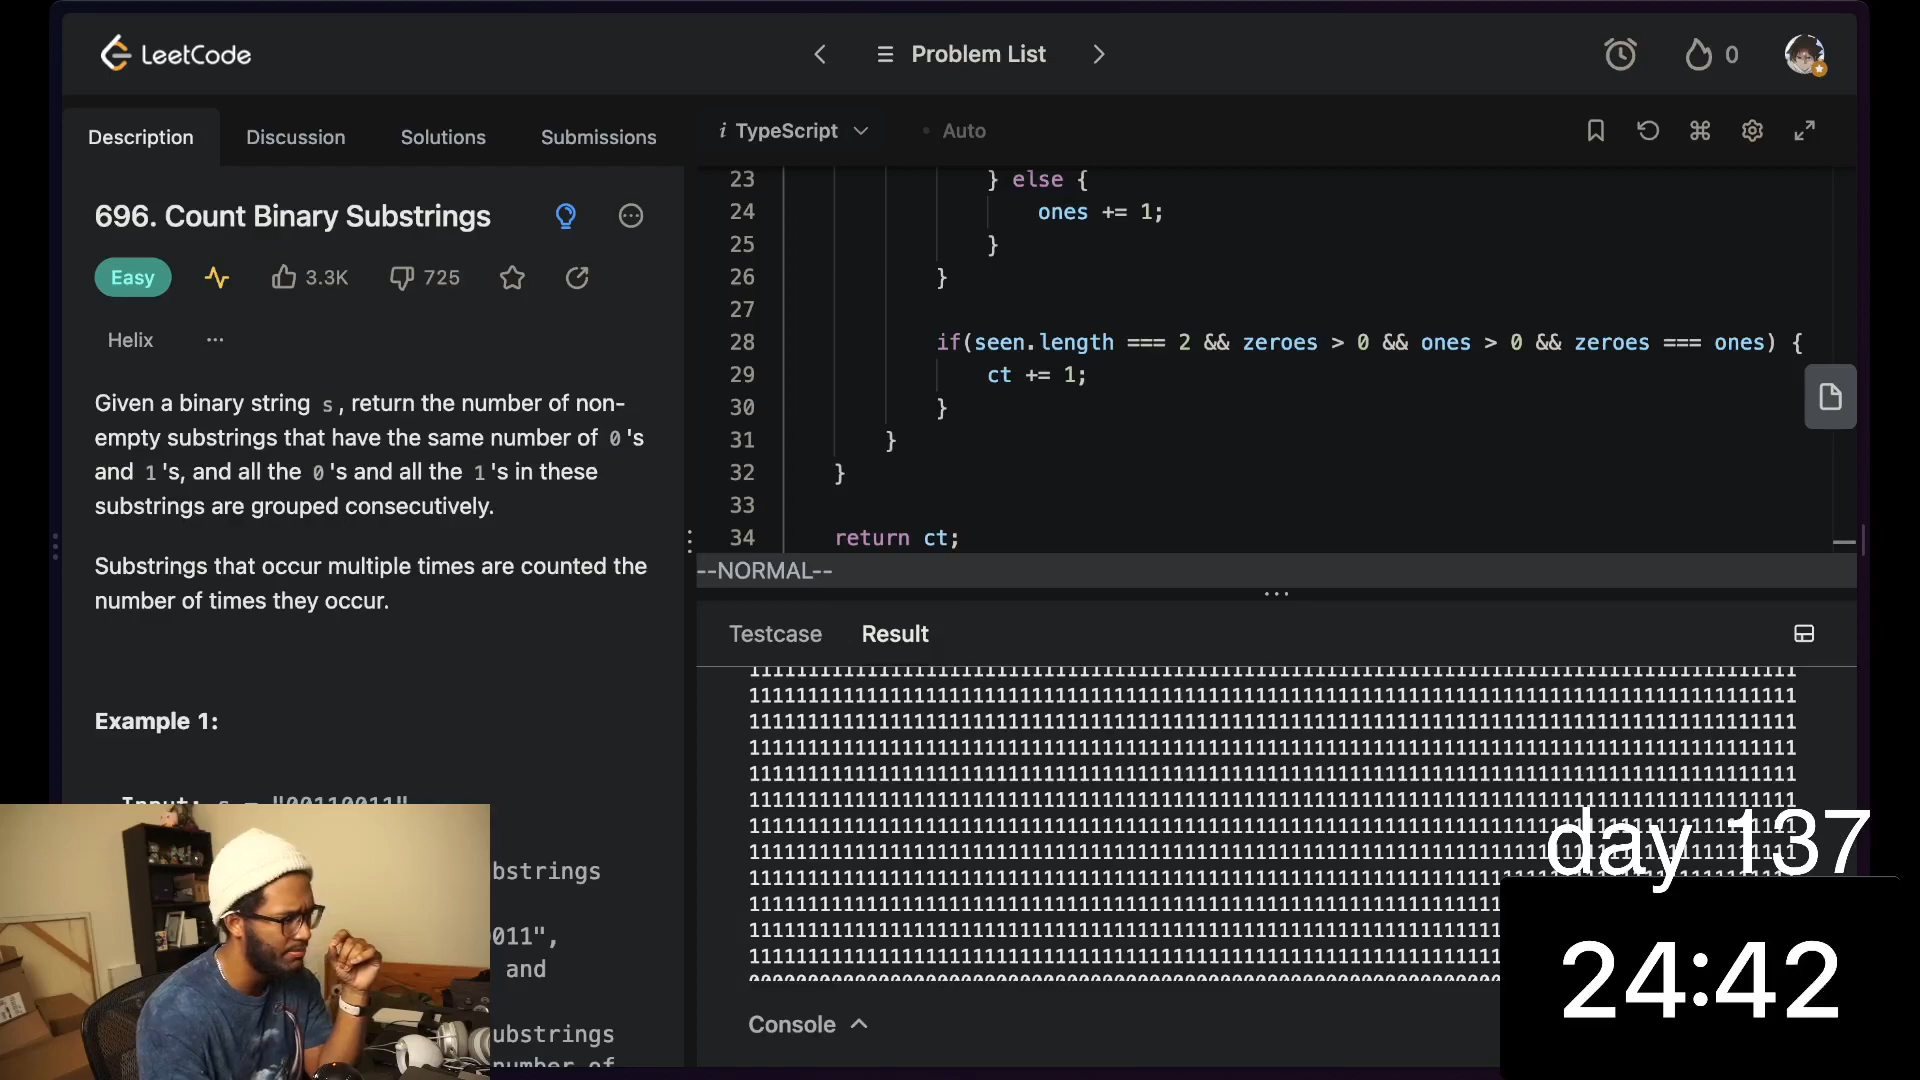 LeetCode
Problem List
0
Description
Discussion
Solutions
Submissions
TypeScript
Auto
696. Count Binary Substrings
Easy
3.3K
725
Helix
Given a binary string s, return the number of non-
empty substrings that have the same number of 0's
and 1's, and all the 0's and all the 1's in these
substrings are grouped consecutively.
Substrings that occur multiple times are counted the
number of times they occur.
Example 1:
Input: s = "00110011"
bstrings
011",
and
ubstrings
number of
23 } else {
24 ones += 1;
25 }
26 }
27
28 if(seen.length === 2 && zeroes > 0 && ones > 0 && zeroes === ones) {
29 ct += 1;
30 }
31 }
32 }
33
34 return ct;
--NORMAL--
Testcase
Result
Console
day 137
24:42